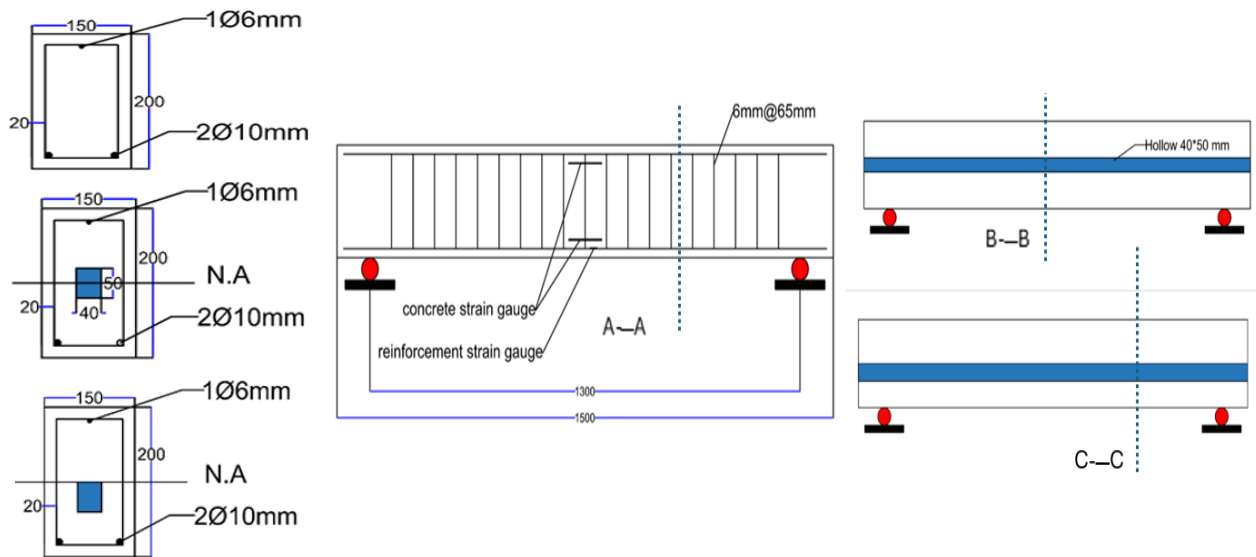 150
1Ø6mm
200
20
2Ø10mm
150
1Ø6mm
200
N.A
50
20
40
2Ø10mm
150
1Ø6mm
200
N.A
20
2Ø10mm
6mm@65mm
concrete strain gauge
A-—A
reinforcement strain gauge
1300
1500
Hollow 40*50 mm
B-—B
C-—C